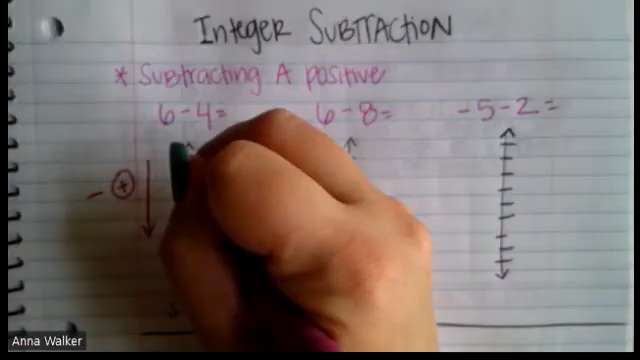 Integer Subtraction
* Subtracting A positive
6-4= 6-8= -5-2=
- +
Anna Walker